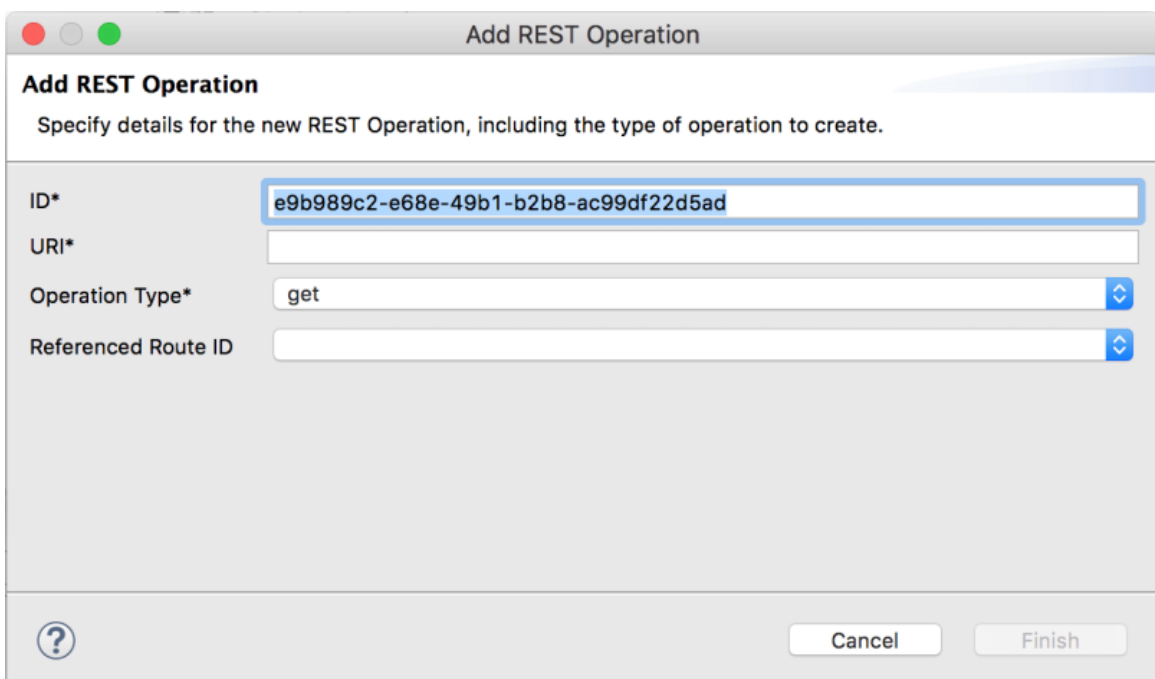 Add REST Operation
Add REST Operation
Specify details for the new REST Operation, including the type of operation to create.
ID* e9b989c2-e68e-49b1-b2b8-ac99df22d5ad
URI*
Operation Type* get
Referenced Route ID
? Cancel Finish